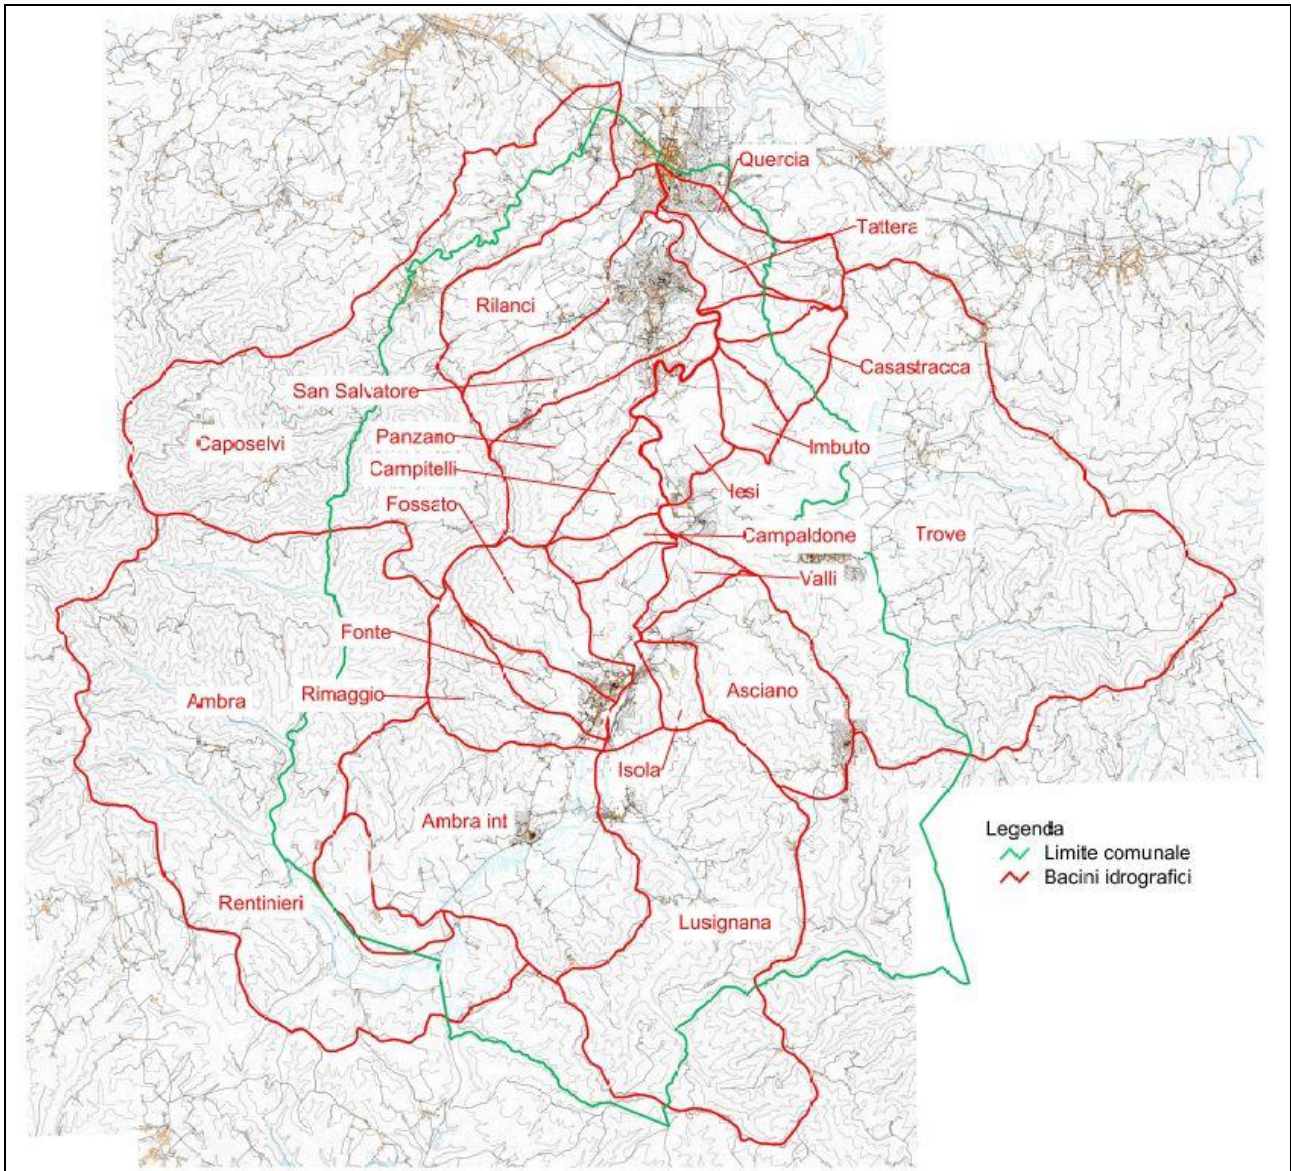 Quercia
Tattera
Rilanci
Casastracca
San Salvatore
Caposelvi
Panzano
Imbuto
Campitelli
Iesi
Fossato
Campaldone
Trove
Valli
Fonte
Ambra
Rimaggio
Asciano
Isola
Ambra int
Legenda
Limite comunale
Bacini idrografici
Rentinieri
Lusignana